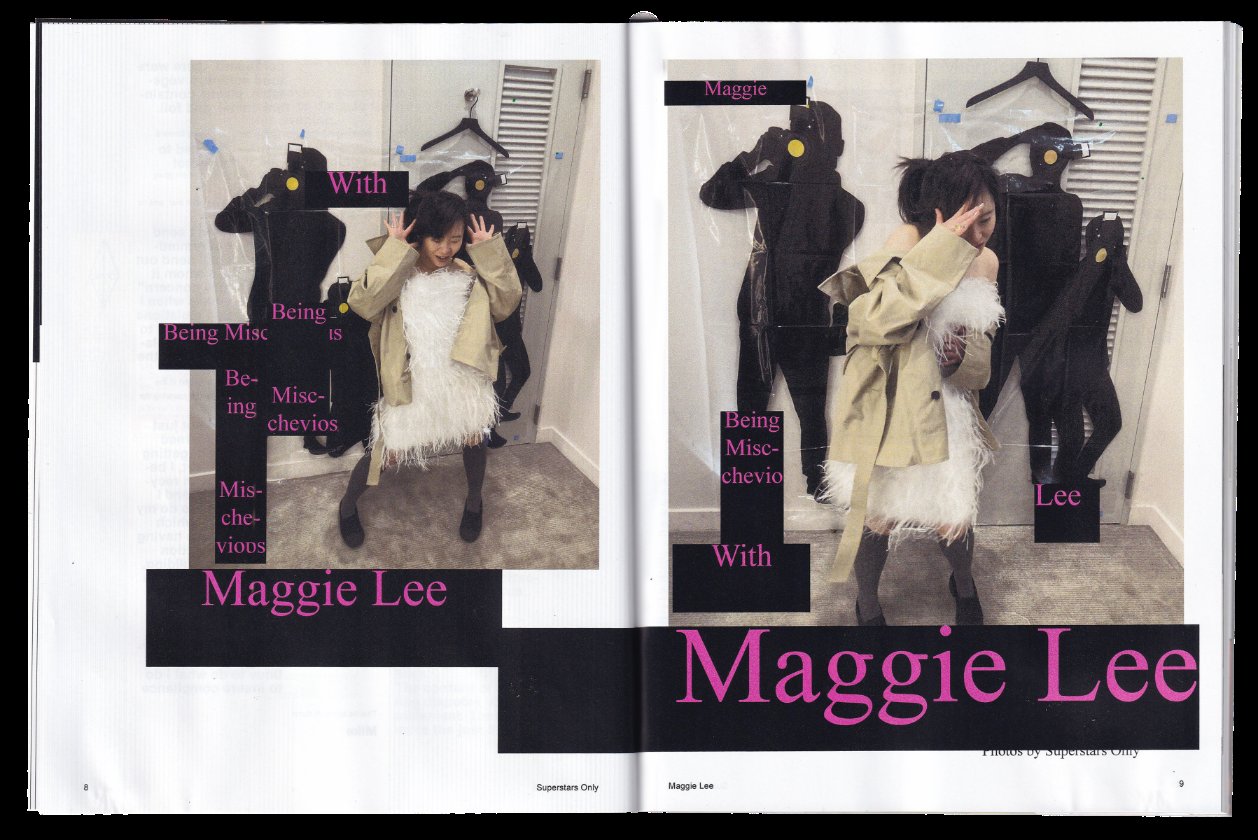 With
Being
Being Misc
us
Be-
ing
Misc-
chevios
Mis-
che-
vious
Maggie Lee
8
Superstars Only
Maggie
Being
Misc-
chevio
Lee
With
Maggie Lee
Photos by Superstars Only
Maggie Lee
9